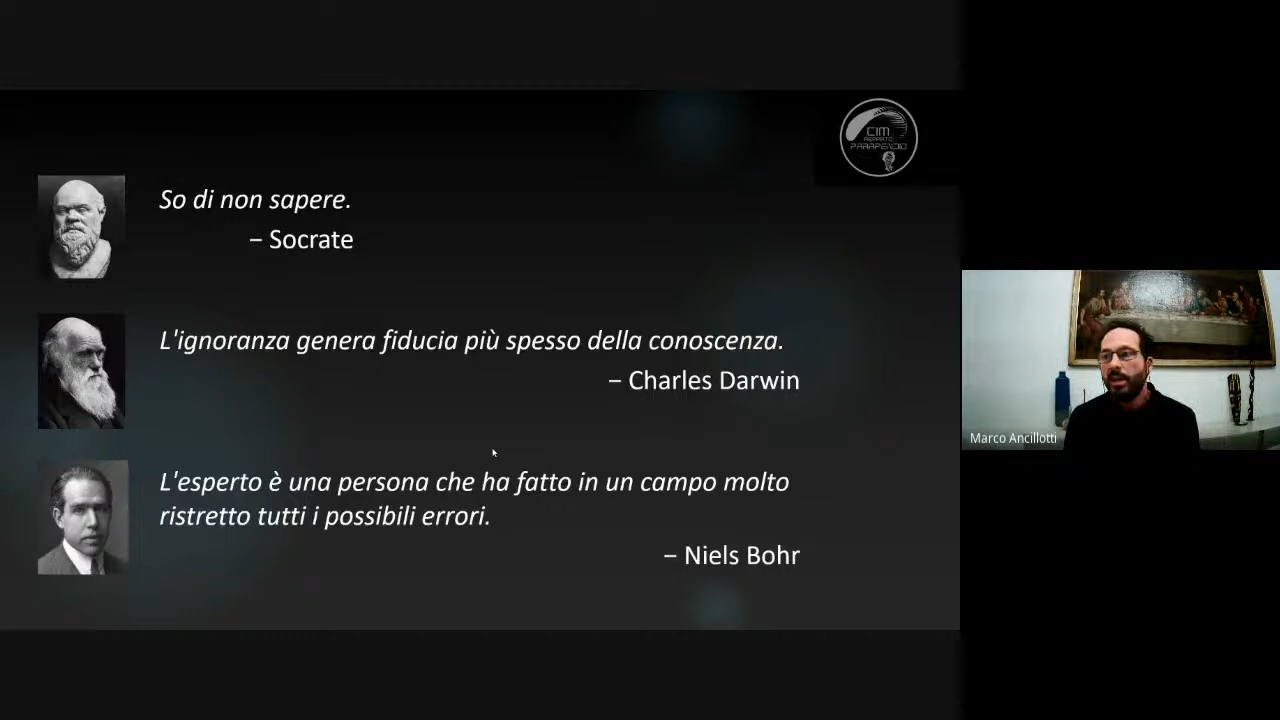 CIM
REPARTO
PARAPENDIO
So di non sapere.
– Socrate
L'ignoranza genera fiducia più spesso della conoscenza.
– Charles Darwin
L'esperto è una persona che ha fatto in un campo molto
ristretto tutti i possibili errori.
– Niels Bohr
Marco Ancillotti